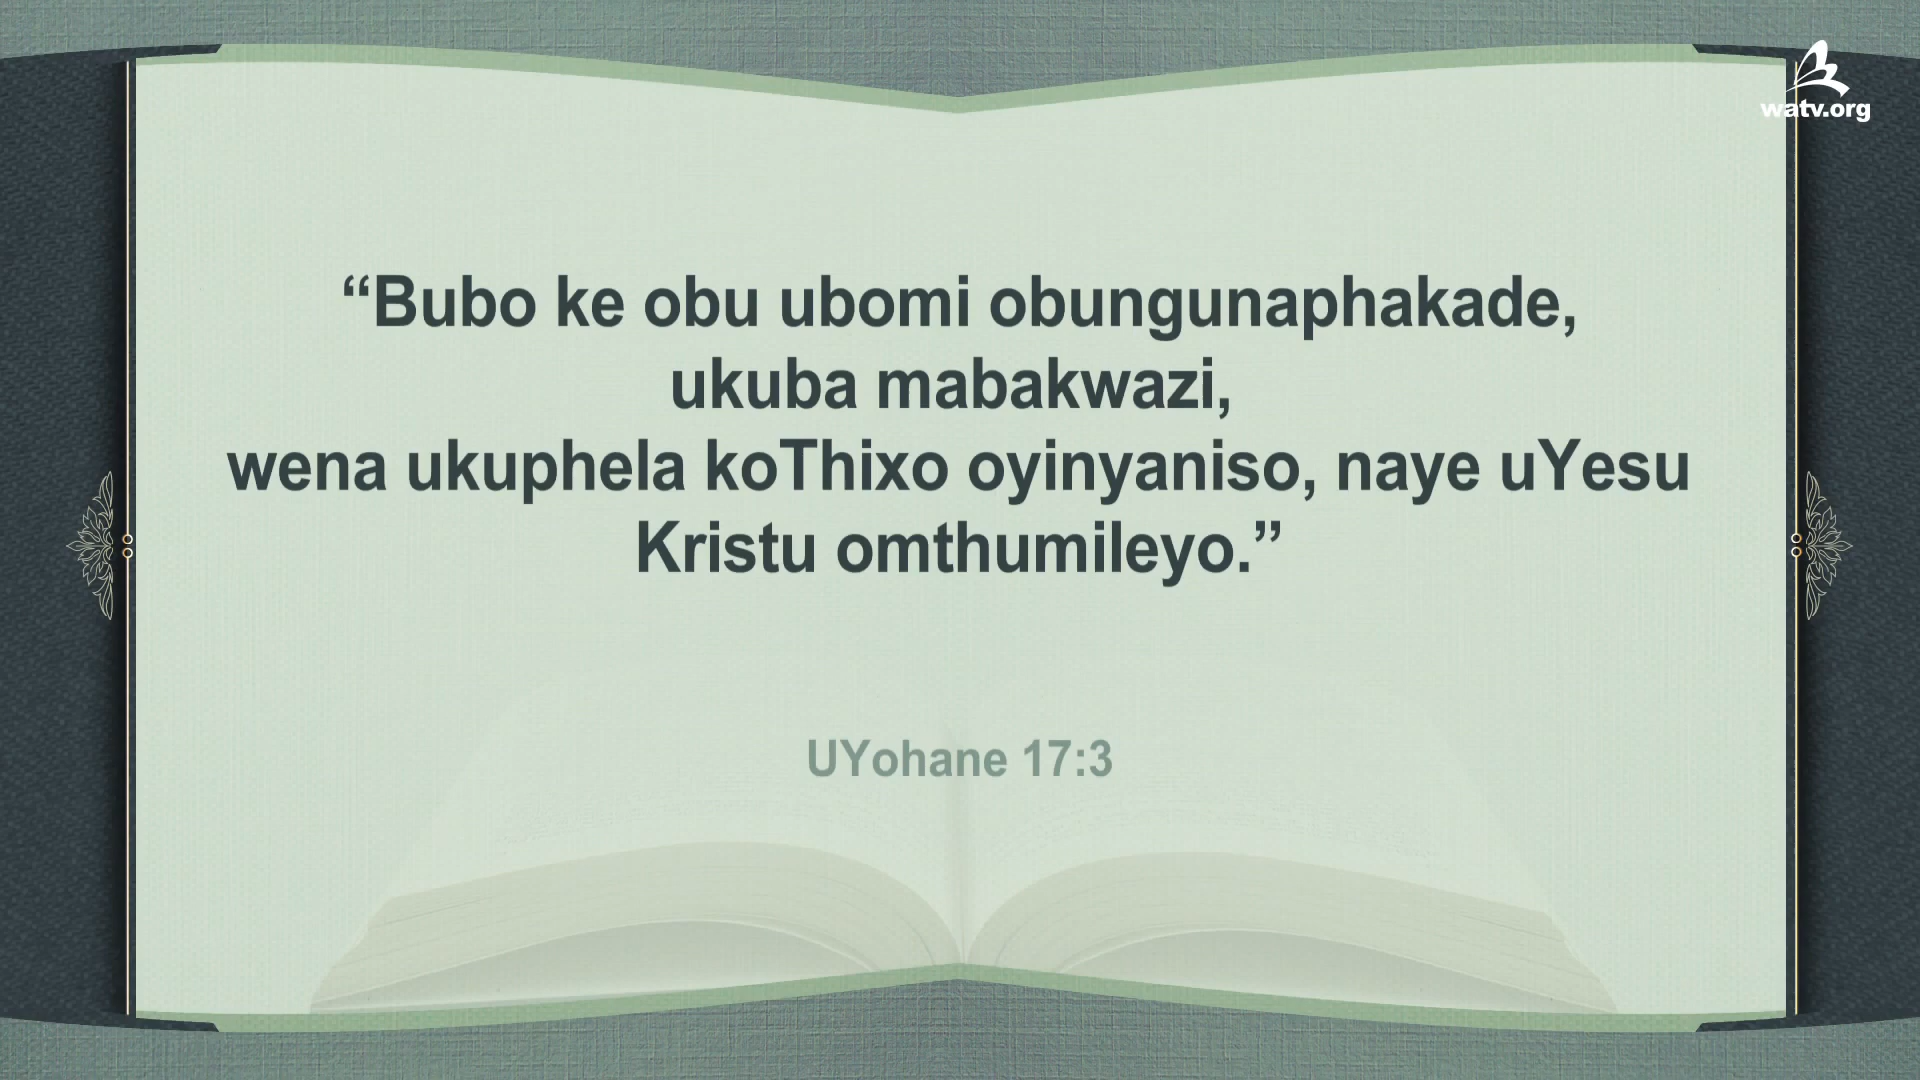 watv.org
“Bubo ke obu ubomi obungunaphakade,
ukuba mabakwazi,
wena ukuphela koThixo oyinyaniso, naye uYesu
Kristu omthumileyo.”
UYohane 17:3